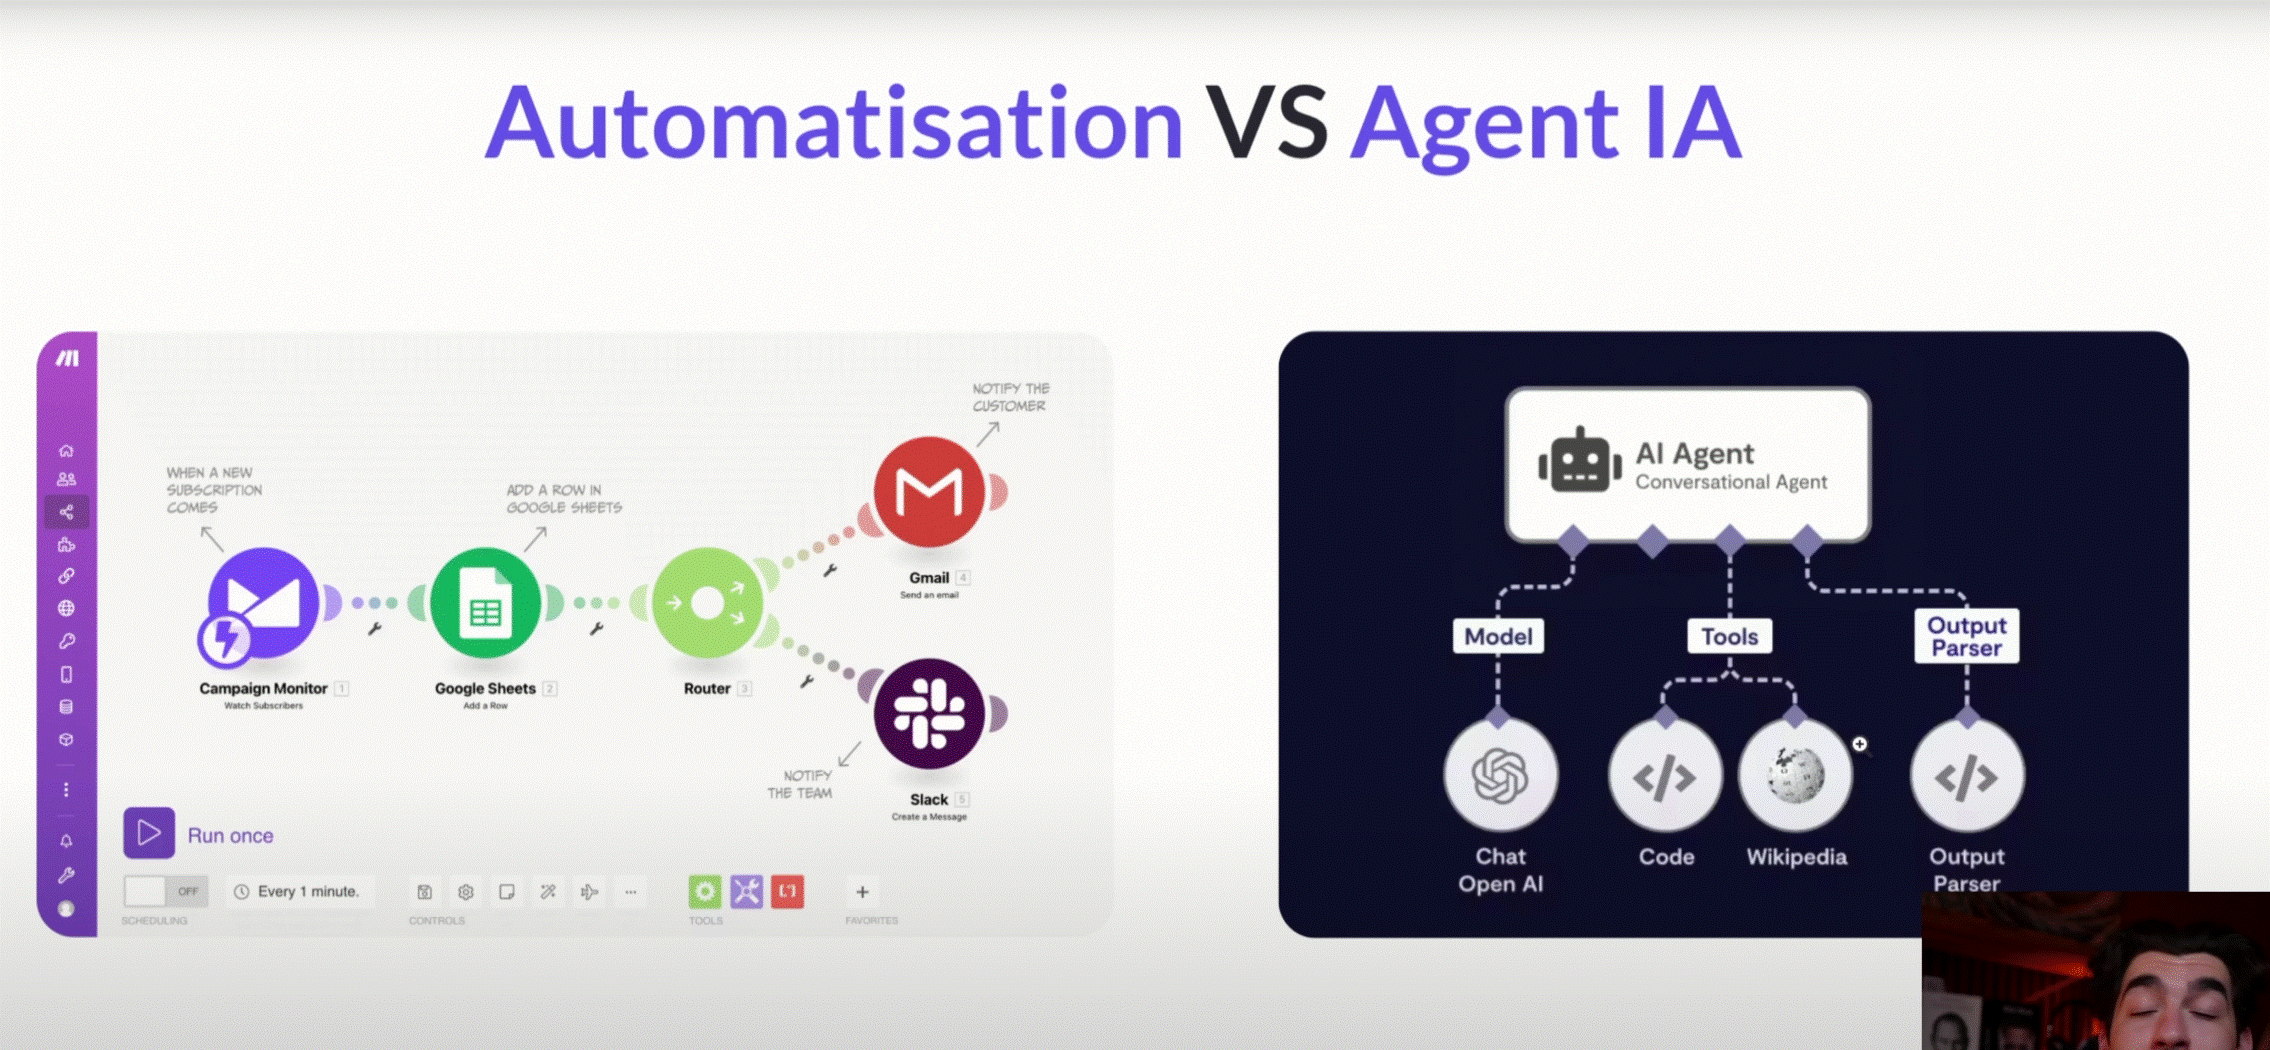 Automatisation VS Agent IA
NOTIFY THE
CUSTOMER
WHEN A NEW
SUBSCRIPTION
COMES
ADD A ROW IN
GOOGLE SHEETS
Gmail 4
Send an email
Campaign Monitor 1
Watch Subscribers
Google Sheets 2
Add a Row
Router 3
NOTIFY
THE TEAM
Slack 5
Create a Message
Run once
OFF
Every 1 minute.
SCHEDULING
CONTROLS
TOOLS
FAVORITES
AI Agent
Conversational Agent
Model
Tools
Output
Parser
Chat
Open AI
Code
Wikipedia
Output
Parser